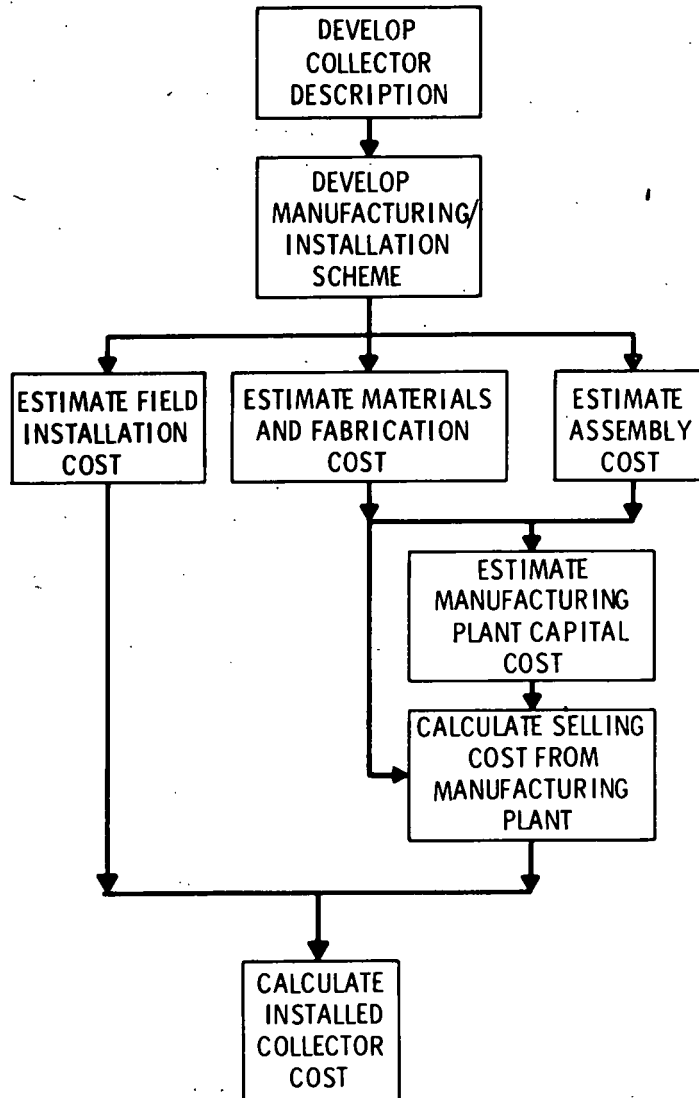 DEVELOP
COLLECTOR
DESCRIPTION
DEVELOP
MANUFACTURING/
INSTALLATION
SCHEME
ESTIMATE FIELD
INSTALLATION
COST
ESTIMATE MATERIALS
AND FABRICATION
COST
ESTIMATE
ASSEMBLY
COST
ESTIMATE
MANUFACTURING
PLANT CAPITAL
COST
CALCULATE SELLING
COST FROM
MANUFACTURING
PLANT
CALCULATE
INSTALLED
COLLECTOR
COST